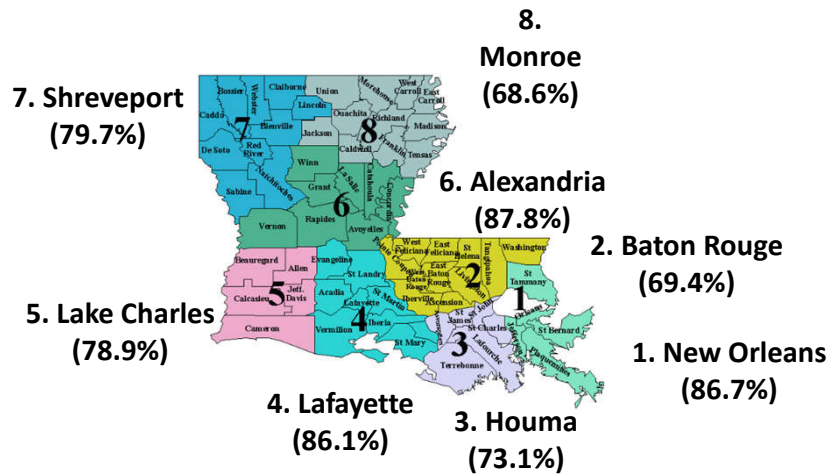 8.
Monroe
(68.6%)
7. Shreveport
(79.7%)
6. Alexandria
(87.8%)
2. Baton Rouge
(69.4%)
5. Lake Charles
(78.9%)
1. New Orleans
(86.7%)
4. Lafayette
(86.1%)
3. Houma
(73.1%)
Caddo
Bossier
Webster
Claiborne
Lincoln
Bienville
7
De Soto
Red
River
Sabine
Natchitoches
Union
Morehouse
West
Carroll
East
Carroll
Ouachita
Richland
Madison
8
Jackson
Caldwell
Franklin
Tensas
Winn
La Salle
Catahoula
Concordia
Grant
6
Rapides
Vernon
Avoyelles
Beauregard
Allen
5
Calcasieu
Jeff.
Davis
Cameron
Evangeline
St Landry
Acadia
Lafayette
St Martin
4
Vermilion
Iberia
St Mary
Pointe Coupee
West
Feliciana
East
Feliciana
St
Helena
Tangipahoa
Washington
West
Baton
Rouge
East
Baton
Rouge
2
Livingston
Iberville
Ascension
St
Tammany
1
Orleans
St Bernard
Jefferson
Plaquemines
Assumption
St
James
St John
St Charles
3
Lafourche
Terrebonne